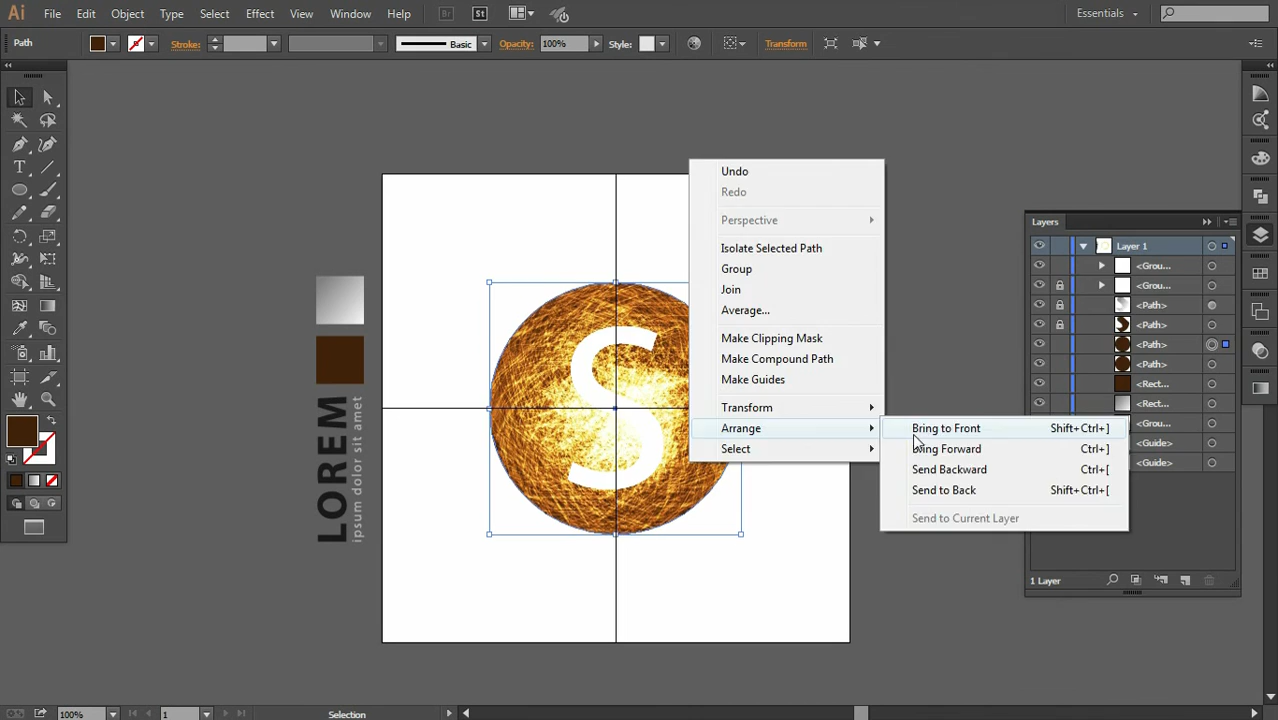 Ai File Edit Object Type Select Effect View Window Help Br St Essentials
Path Stroke: Basic Opacity: 100% Style: Transform
Undo
Redo
Perspective
Isolate Selected Path
Group
Join
Average...
Make Clipping Mask
Make Compound Path
Make Guides
Transform
Arrange
Select
Bring to Front Shift+Ctrl+]
Bring Forward Ctrl+]
Send Backward Ctrl+[
Send to Back Shift+Ctrl+[
Send to Current Layer
LOREM
ipsum dolor sit amet
S
Layers
Layer 1
<Grou...
<Grou...
<Path>
<Path>
<Path>
<Path>
<Rect...
<Rect...
<Grou...
<Guide>
<Guide>
1 Layer
100% 1 Selection